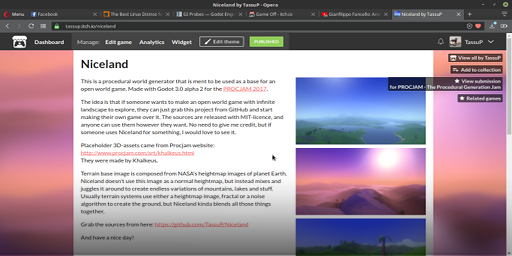 Niceland by TassuP - Opera
Menu
Facebook
The Best Linux Distros f
GI Probes — Godot Eng
Game Off - itch.io
Gianfilippo Fancello: An
Niceland by TassuP
tassup.itch.io/niceland
Dashboard
Manage: Edit game Analytics Widget
Edit theme
PUBLISHED
TassuP
View all by TassuP
Add to collection
View submission
for PROCJAM - The Procedural Generation Jam
Related games
Niceland
This is a procedural world generator that is ment to be used as a base for an
open world game. Made with Godot 3.0 alpha 2 for the PROCJAM 2017.
The idea is that if someone wants to make an open world game with infinite
landscape to explore, they can just grab this project from GitHub and start
making their own game over it. The sources are released with MIT-licence, and
anyone can use them however they want. No need to give me credit, but if
someone uses Niceland for something, I would love to see it.
Placeholder 3D-assets came from Procjam website:
http://www.procjam.com/art/khalkeus.html
They were made by Khalkeus.
Terrain base image is composed from NASA's heightmap images of planet Earth.
Niceland doesn't use this image as a normal heightmap, but instead mixes and
juggles it around to create endless variations of mountains, lakes and stuff.
Usually terrain systems use either a heightmap image, fractal or a noise
algorithm to create the ground, but Niceland kinda blends all those things
together.
Grab the sources from here: https://github.com/TassuP/Niceland
And have a nice day!